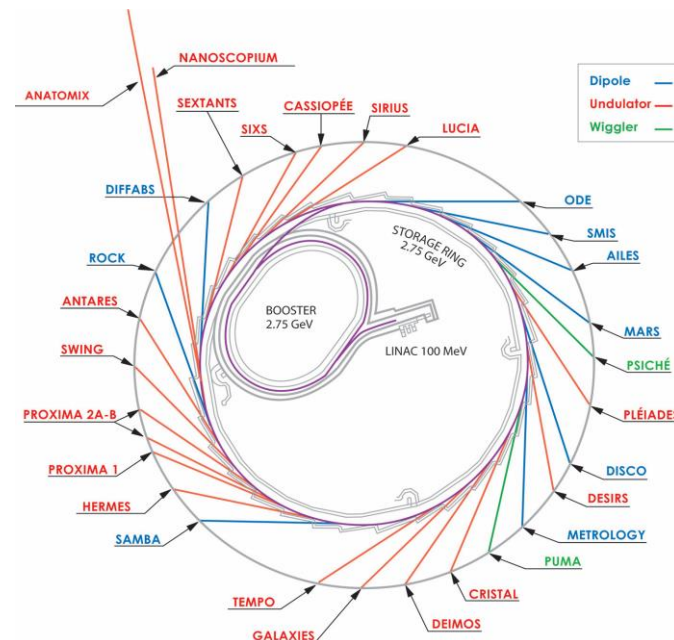 NANOSCOPIUM
ANATOMIX
SEXTANTS
SIXS
CASSIOPÉE
SIRIUS
LUCIA
Dipole
Undulator
Wiggler
DIFFABS
ROCK
ANTARES
SWING
PROXIMA 2A-B
PROXIMA 1
HERMES
SAMBA
TEMPO
GALAXIES
DEIMOS
CRISTAL
PUMA
METROLOGY
DESIRS
DISCO
PLÉIADES
PSICHÉ
MARS
AILES
SMIS
ODE
STORAGE RING
2.75 GeV
BOOSTER
2.75 GeV
LINAC 100 MeV